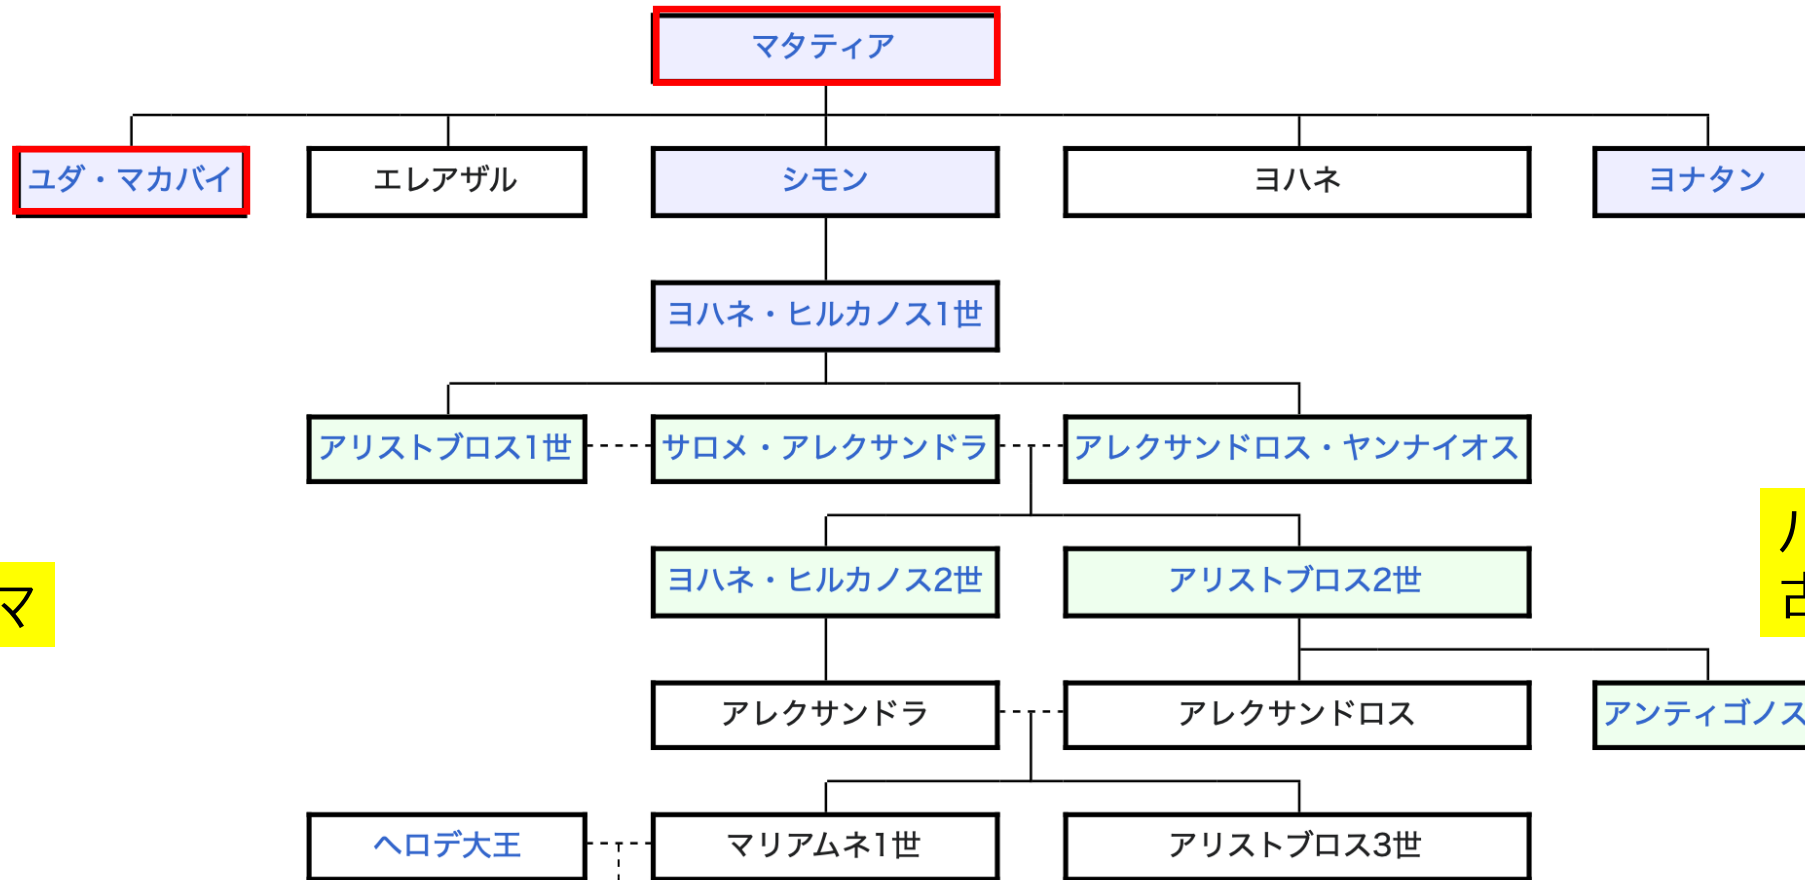 マタティア
ユダ・マカバイ
エレアザル
シモン
ヨハネ
ヨナタン
ヨハネ・ヒルカノス1世
アリストブロス1世
サロメ・アレクサンドラ
アレクサンドロス・ヤンナイオス
ヨハネ・ヒルカノス2世
アリストブロス2世
マ
アレクサンドラ
アレクサンドロス
アンティゴノス
ヘロデ大王
マリアムネ1世
アリストブロス3世